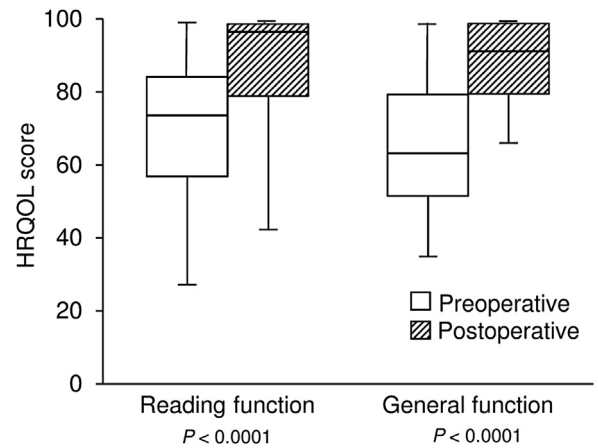 HRQOL score
100
80
60
40
20
0
Preoperative
Postoperative
Reading function
General function
P < 0.0001
P < 0.0001